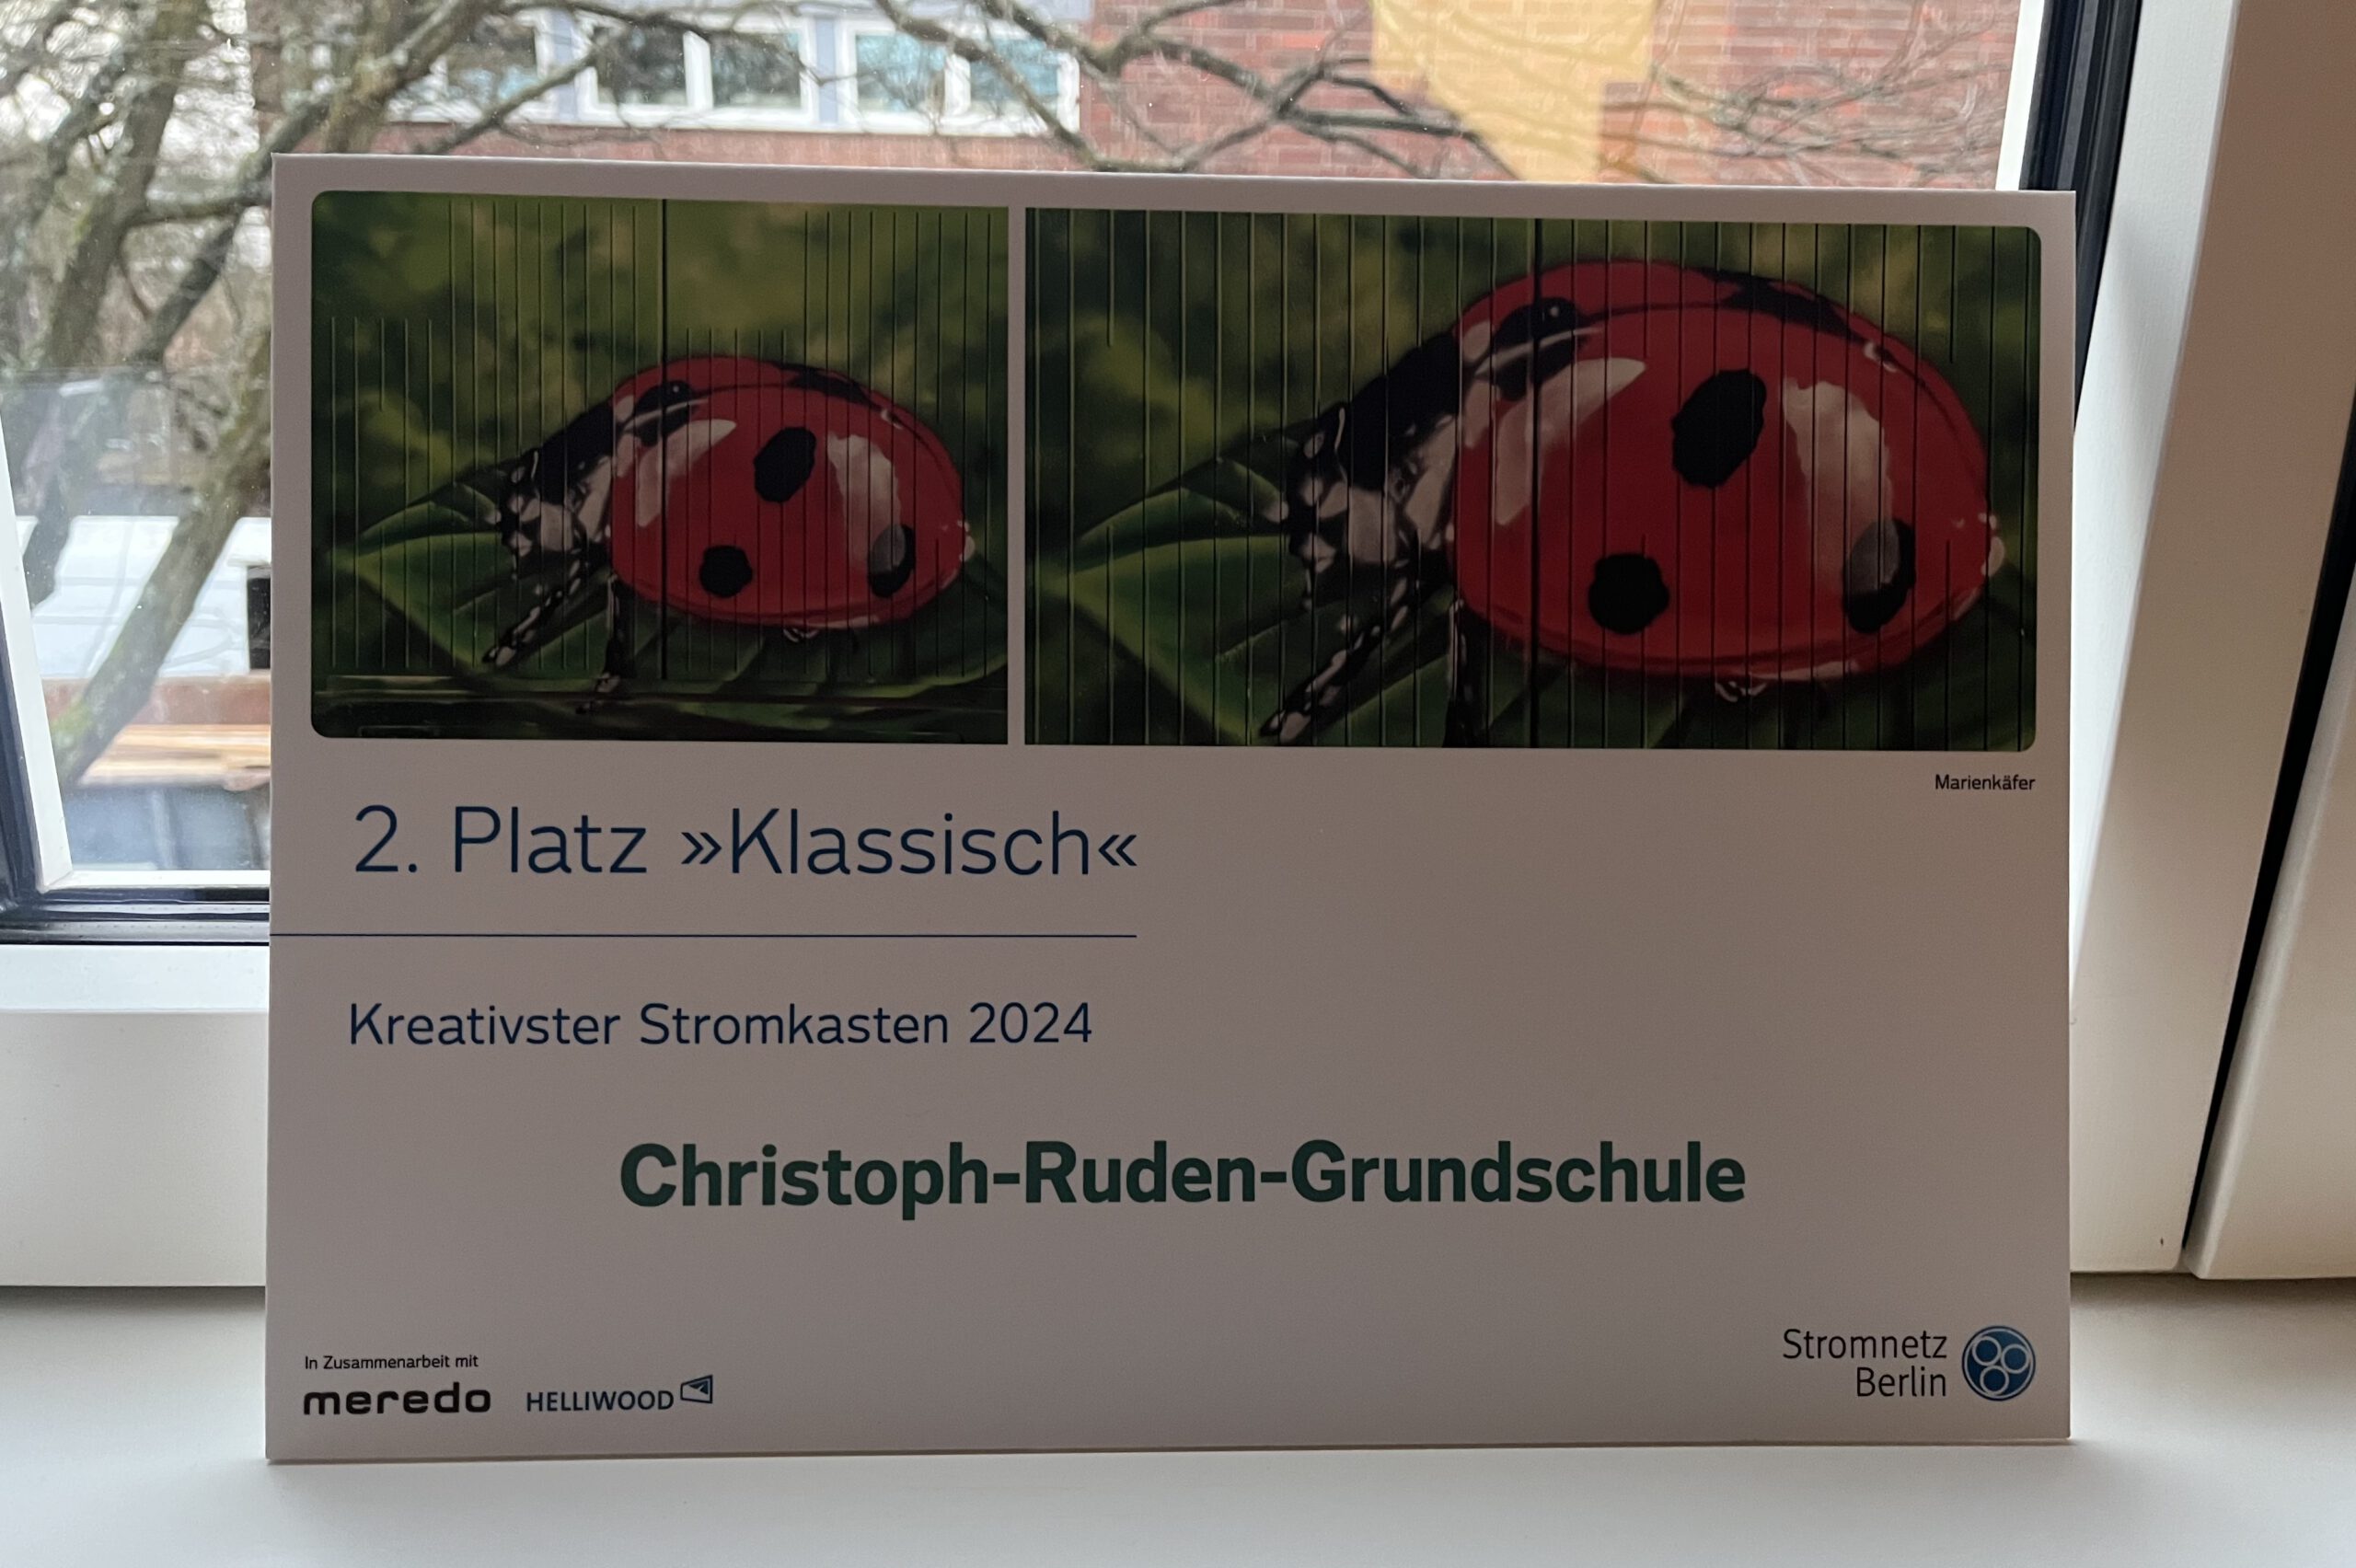 Marienkäfer
2. Platz »Klassisch«
Kreativster Stromkasten 2024
Christoph-Ruden-Grundschule
In Zusammenarbeit mit
meredo HELLIWOOD
Stromnetz
Berlin